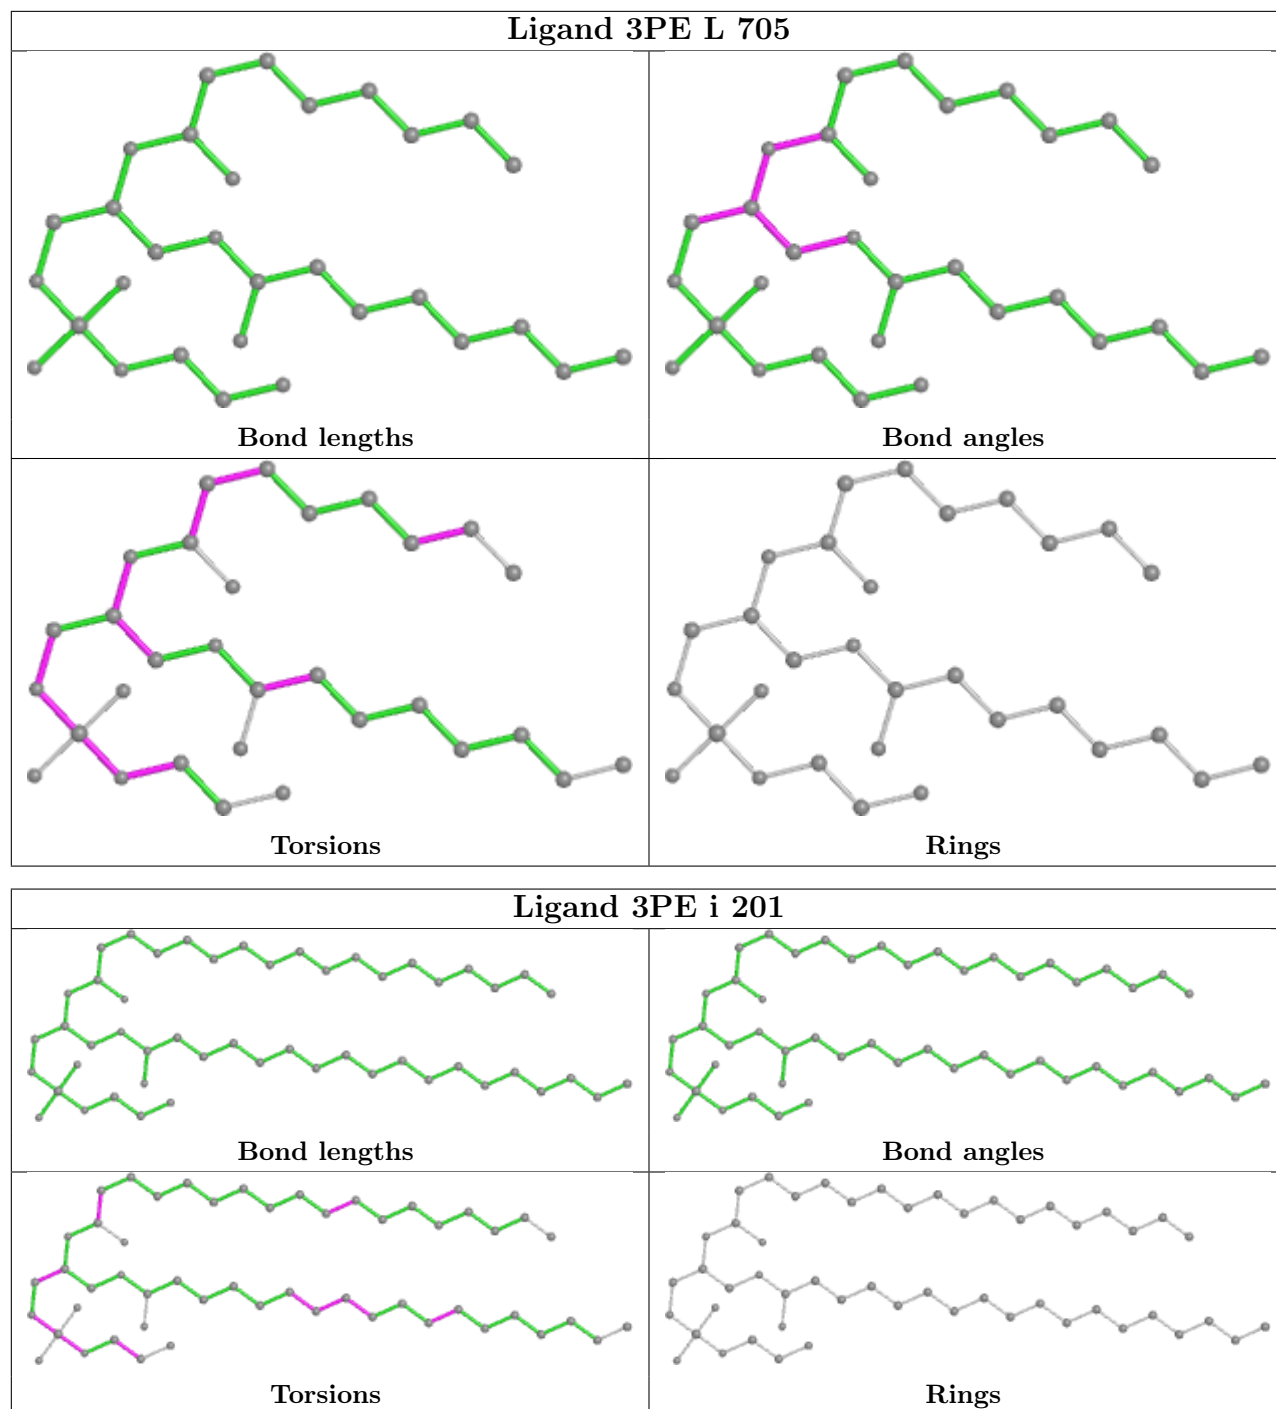 Ligand 3PE L 705
Bond lengths
Bond angles
Torsions
Rings
Ligand 3PE i 201
Bond lengths
Bond angles
Torsions
Rings